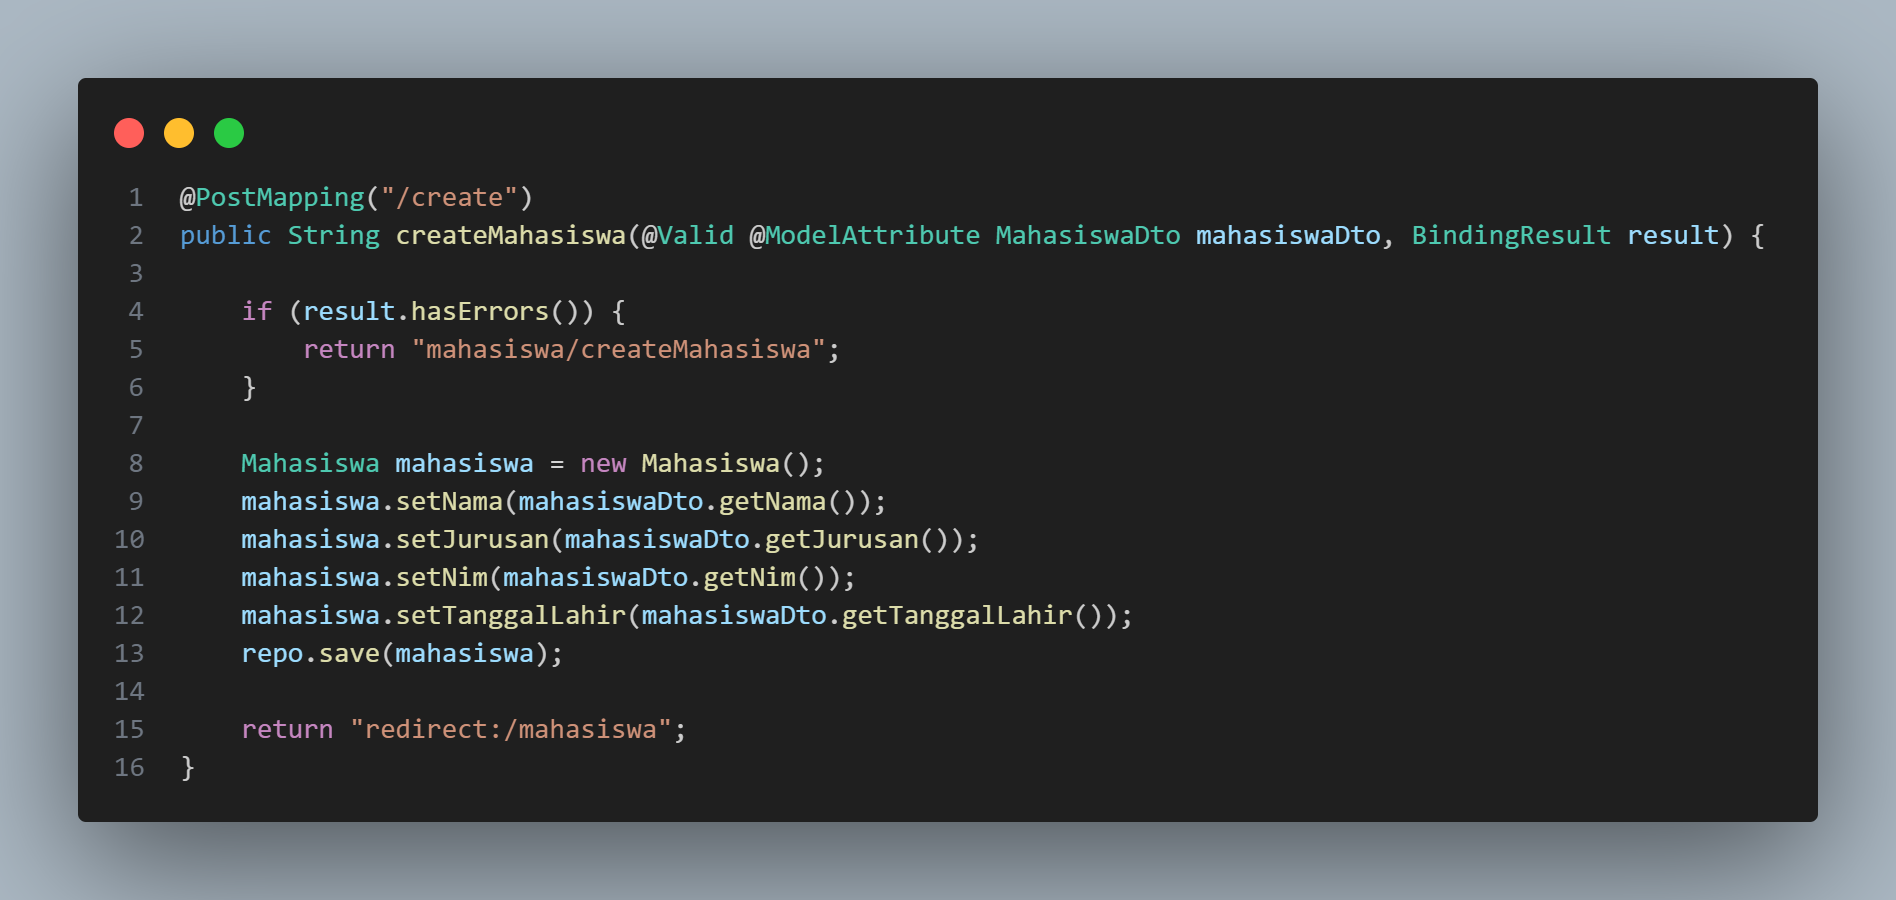 1 @PostMapping("/create")
2 public String createMahasiswa(@Valid @ModelAttribute MahasiswaDto mahasiswaDto, BindingResult result) {
3
4     if (result.hasErrors()) {
5         return "mahasiswa/createMahasiswa";
6     }
7
8     Mahasiswa mahasiswa = new Mahasiswa();
9     mahasiswa.setNama(mahasiswaDto.getNama());
10     mahasiswa.setJurusan(mahasiswaDto.getJurusan());
11     mahasiswa.setNim(mahasiswaDto.getNim());
12     mahasiswa.setTanggalLahir(mahasiswaDto.getTanggalLahir());
13     repo.save(mahasiswa);
14
15     return "redirect:/mahasiswa";
16 }